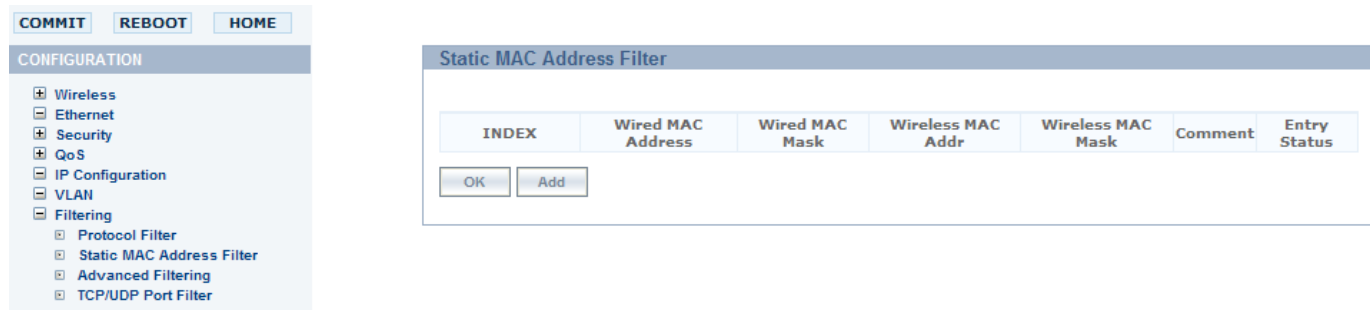 COMMIT REBOOT HOME
CONFIGURATION
Wireless
Ethernet
Security
QoS
IP Configuration
VLAN
Filtering
Protocol Filter
Static MAC Address Filter
Advanced Filtering
TCP/UDP Port Filter
Static MAC Address Filter
INDEX Wired MAC Address Wired MAC Mask Wireless MAC Addr Wireless MAC Mask Comment Entry Status
OK Add